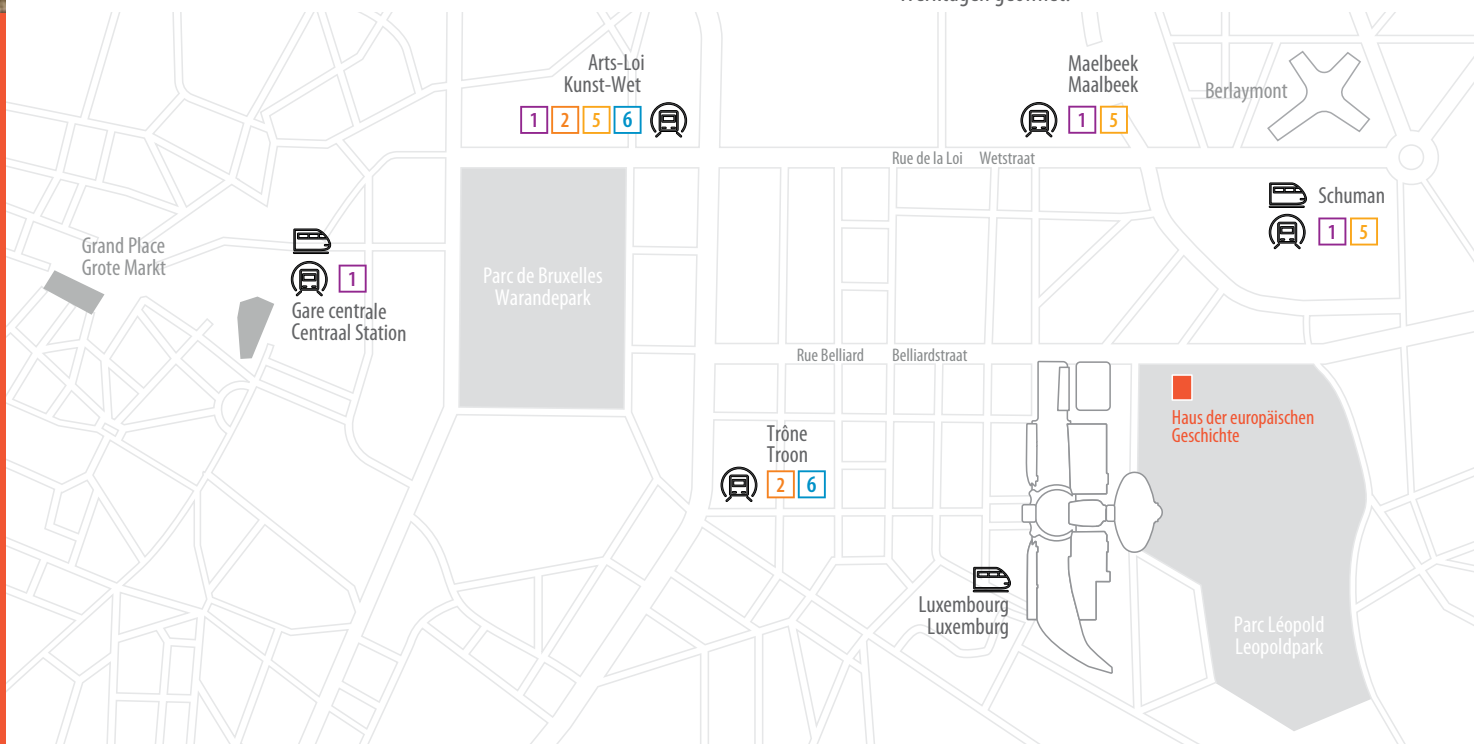 Werktagen geöffnet.
Arts-Loi
Kunst-Wet
1 2 5 6
Maelbeek
Maalbeek
1 5
Berlaymont
Rue de la Loi Wetstraat
Schuman
1 5
Grand Place
Grote Markt
1
Gare centrale
Centraal Station
Parc de Bruxelles
Warandepark
Rue Belliard Belliardstraat
Haus der europäischen
Geschichte
Trône
Troon
2 6
Luxembourg
Luxemburg
Parc Léopold
Leopoldpark